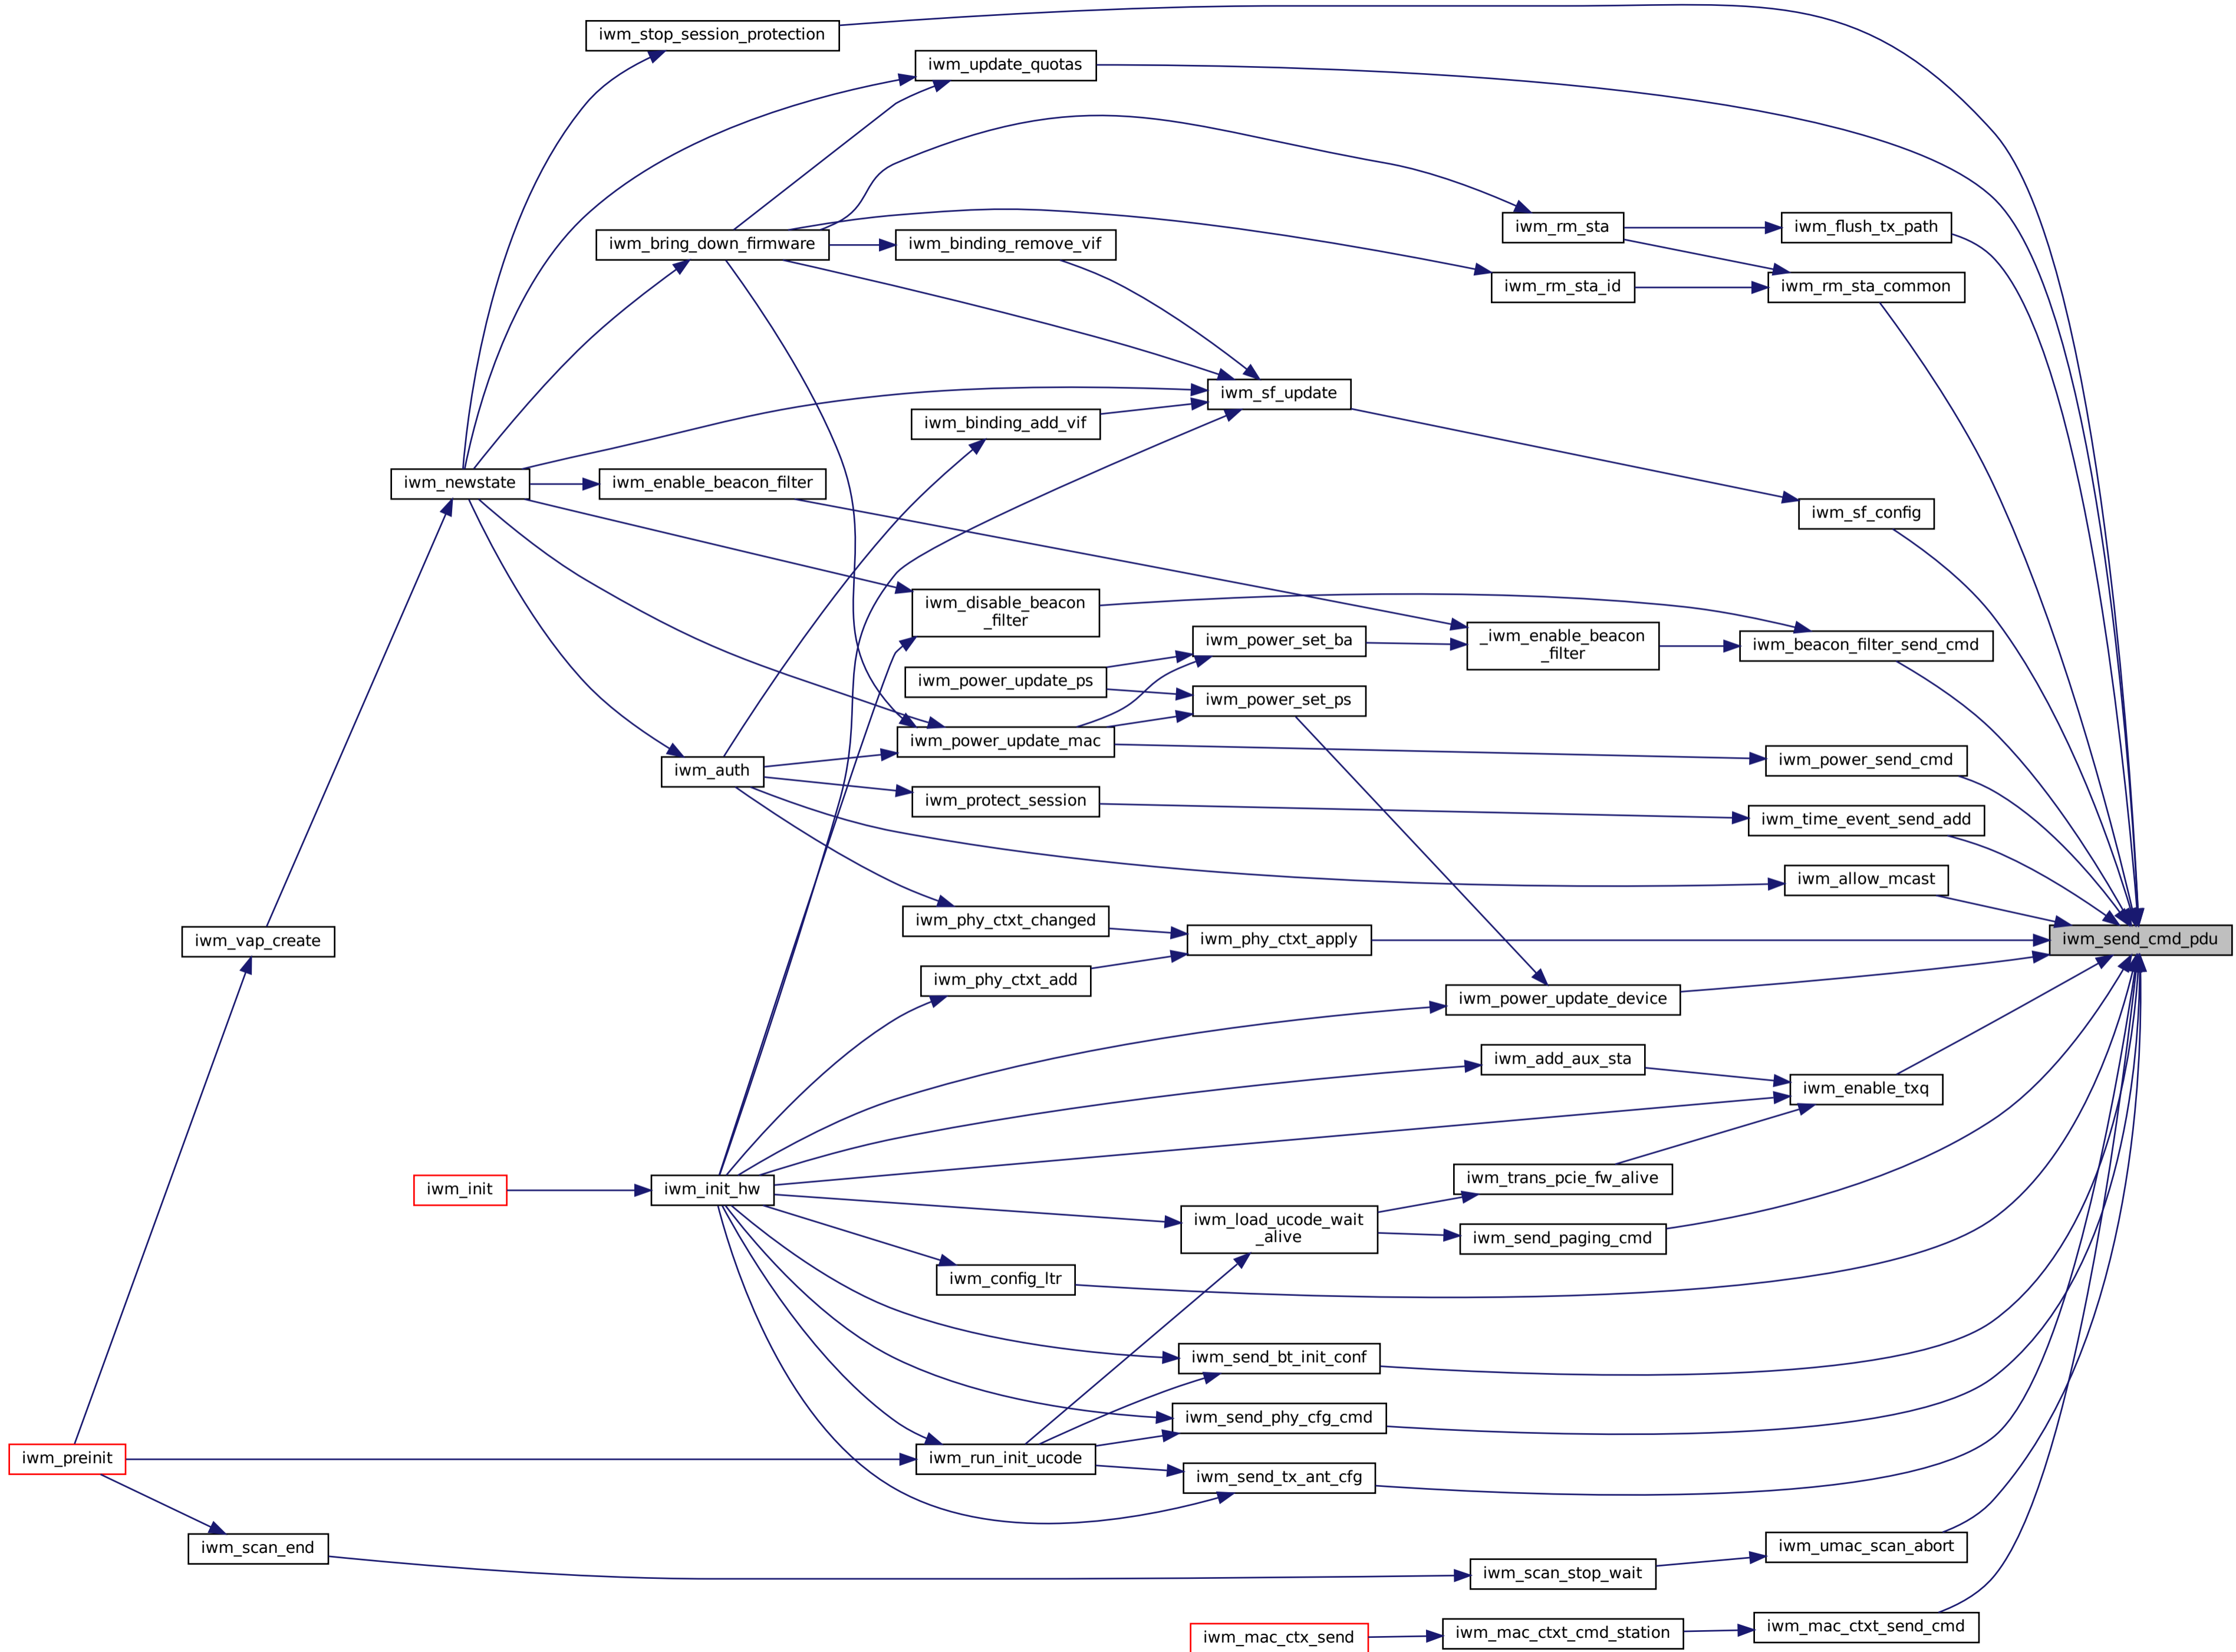 iwm_stop_session_protection
iwm_update_quotas
iwm_rm_sta
iwm_flush_tx_path
iwm_bring_down_firmware
iwm_binding_remove_vif
iwm_rm_sta_id
iwm_rm_sta_common
iwm_sf_update
iwm_binding_add_vif
iwm_newstate
iwm_enable_beacon_filter
iwm_sf_config
iwm_disable_beacon
_filter
iwm_power_set_ba
_iwm_enable_beacon
_filter
iwm_beacon_filter_send_cmd
iwm_power_update_ps
iwm_power_set_ps
iwm_power_update_mac
iwm_power_send_cmd
iwm_auth
iwm_protect_session
iwm_time_event_send_add
iwm_allow_mcast
iwm_phy_ctxt_changed
iwm_vap_create
iwm_phy_ctxt_apply
iwm_send_cmd_pdu
iwm_phy_ctxt_add
iwm_power_update_device
iwm_add_aux_sta
iwm_enable_txq
iwm_init
iwm_init_hw
iwm_trans_pcie_fw_alive
iwm_load_ucode_wait
_alive
iwm_send_paging_cmd
iwm_config_ltr
iwm_send_bt_init_conf
iwm_send_phy_cfg_cmd
iwm_preinit
iwm_run_init_ucode
iwm_send_tx_ant_cfg
iwm_scan_end
iwm_umac_scan_abort
iwm_scan_stop_wait
iwm_mac_ctx_send
iwm_mac_ctxt_cmd_station
iwm_mac_ctxt_send_cmd